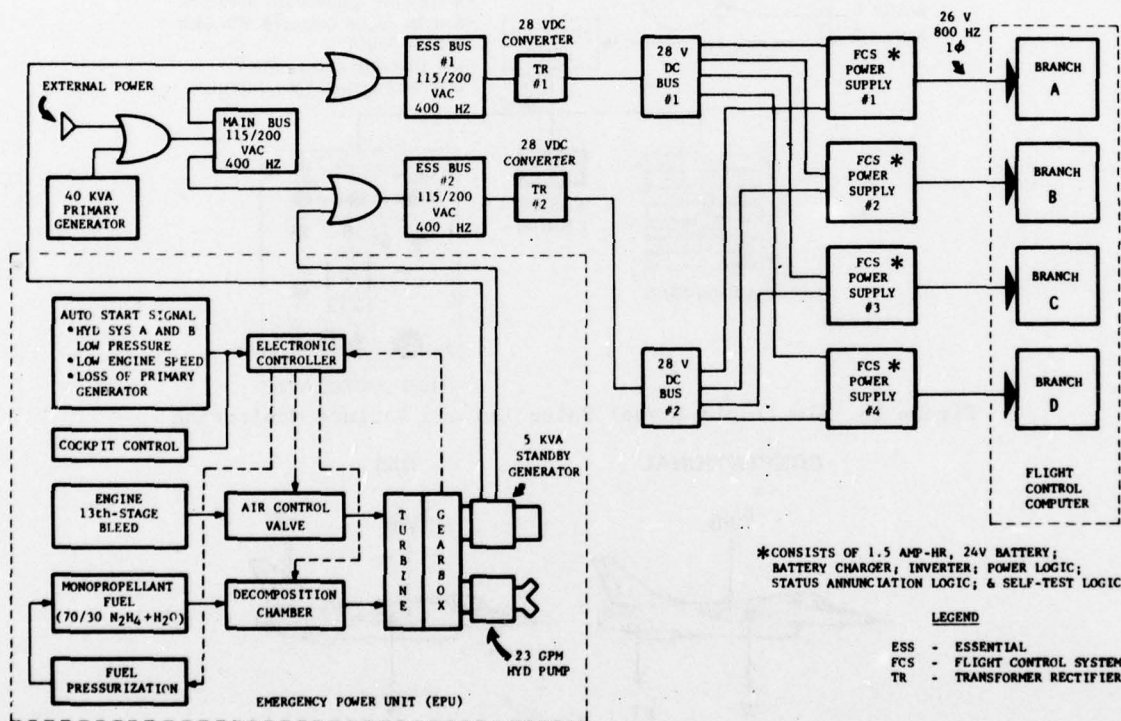 EXTERNAL POWER
40 KVA
PRIMARY
GENERATOR
MAIN BUS
115/200
VAC
400 HZ
ESS BUS
#1
115/200
VAC
400 HZ
28 VDC
CONVERTER
TR
#1
ESS BUS
#2
115/200
VAC
400 HZ
28 VDC
CONVERTER
TR
#2
28 V
DC
BUS
#1
28 V
DC
BUS
#2
FCS *
POWER
SUPPLY
#1
FCS *
POWER
SUPPLY
#2
FCS *
POWER
SUPPLY
#3
FCS *
POWER
SUPPLY
#4
26 V
800 HZ
1ϕ
BRANCH
A
BRANCH
B
BRANCH
C
BRANCH
D
FLIGHT
CONTROL
COMPUTER
AUTO START SIGNAL
•HYD SYS A AND B
LOW PRESSURE
•LOW ENGINE SPEED
•LOSS OF PRIMARY
GENERATOR
COCKPIT CONTROL
ELECTRONIC
CONTROLLER
ENGINE
13th-STAGE
BLEED
AIR CONTROL
VALVE
MONOPROPELLANT
FUEL
(70/30 N2H4+H2O)
DECOMPOSITION
CHAMBER
FUEL
PRESSURIZATION
TURBINE
GEARBOX
5 KVA
STANDBY
GENERATOR
23 GPM
HYD PUMP
EMERGENCY POWER UNIT (EPU)
*CONSISTS OF 1.5 AMP-HR, 24V BATTERY;
BATTERY CHARGER; INVERTER; POWER LOGIC;
STATUS ANNUNCIATION LOGIC; & SELF-TEST LOGIC
LEGEND
ESS - ESSENTIAL
FCS - FLIGHT CONTROL SYSTEM
TR - TRANSFORMER RECTIFIER